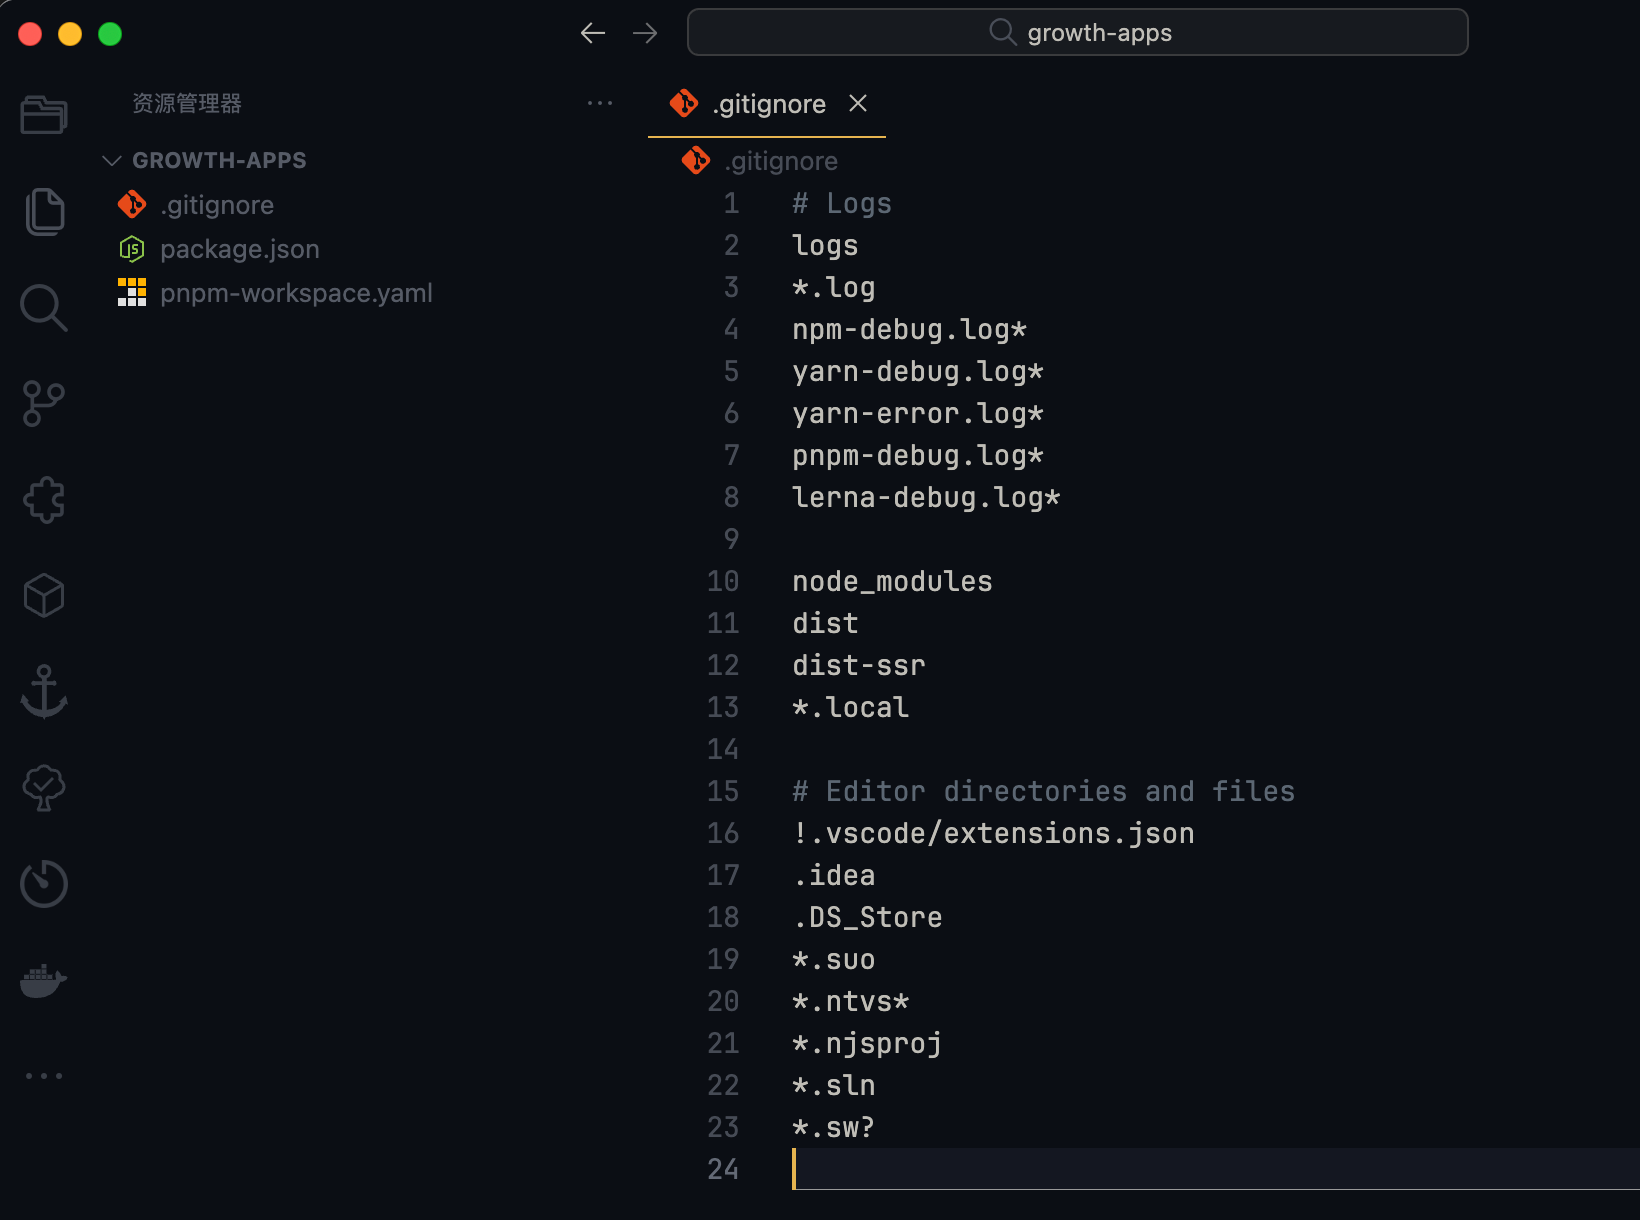 growth-apps
资源管理器
GROWTH-APPS
.gitignore
package.json
pnpm-workspace.yaml
.gitignore
.gitignore
1 # Logs
2 logs
3 *.log
4 npm-debug.log*
5 yarn-debug.log*
6 yarn-error.log*
7 pnpm-debug.log*
8 lerna-debug.log*
9
10 node_modules
11 dist
12 dist-ssr
13 *.local
14
15 # Editor directories and files
16 !.vscode/extensions.json
17 .idea
18 .DS_Store
19 *.suo
20 *.ntvs*
21 *.njsproj
22 *.sln
23 *.sw?
24